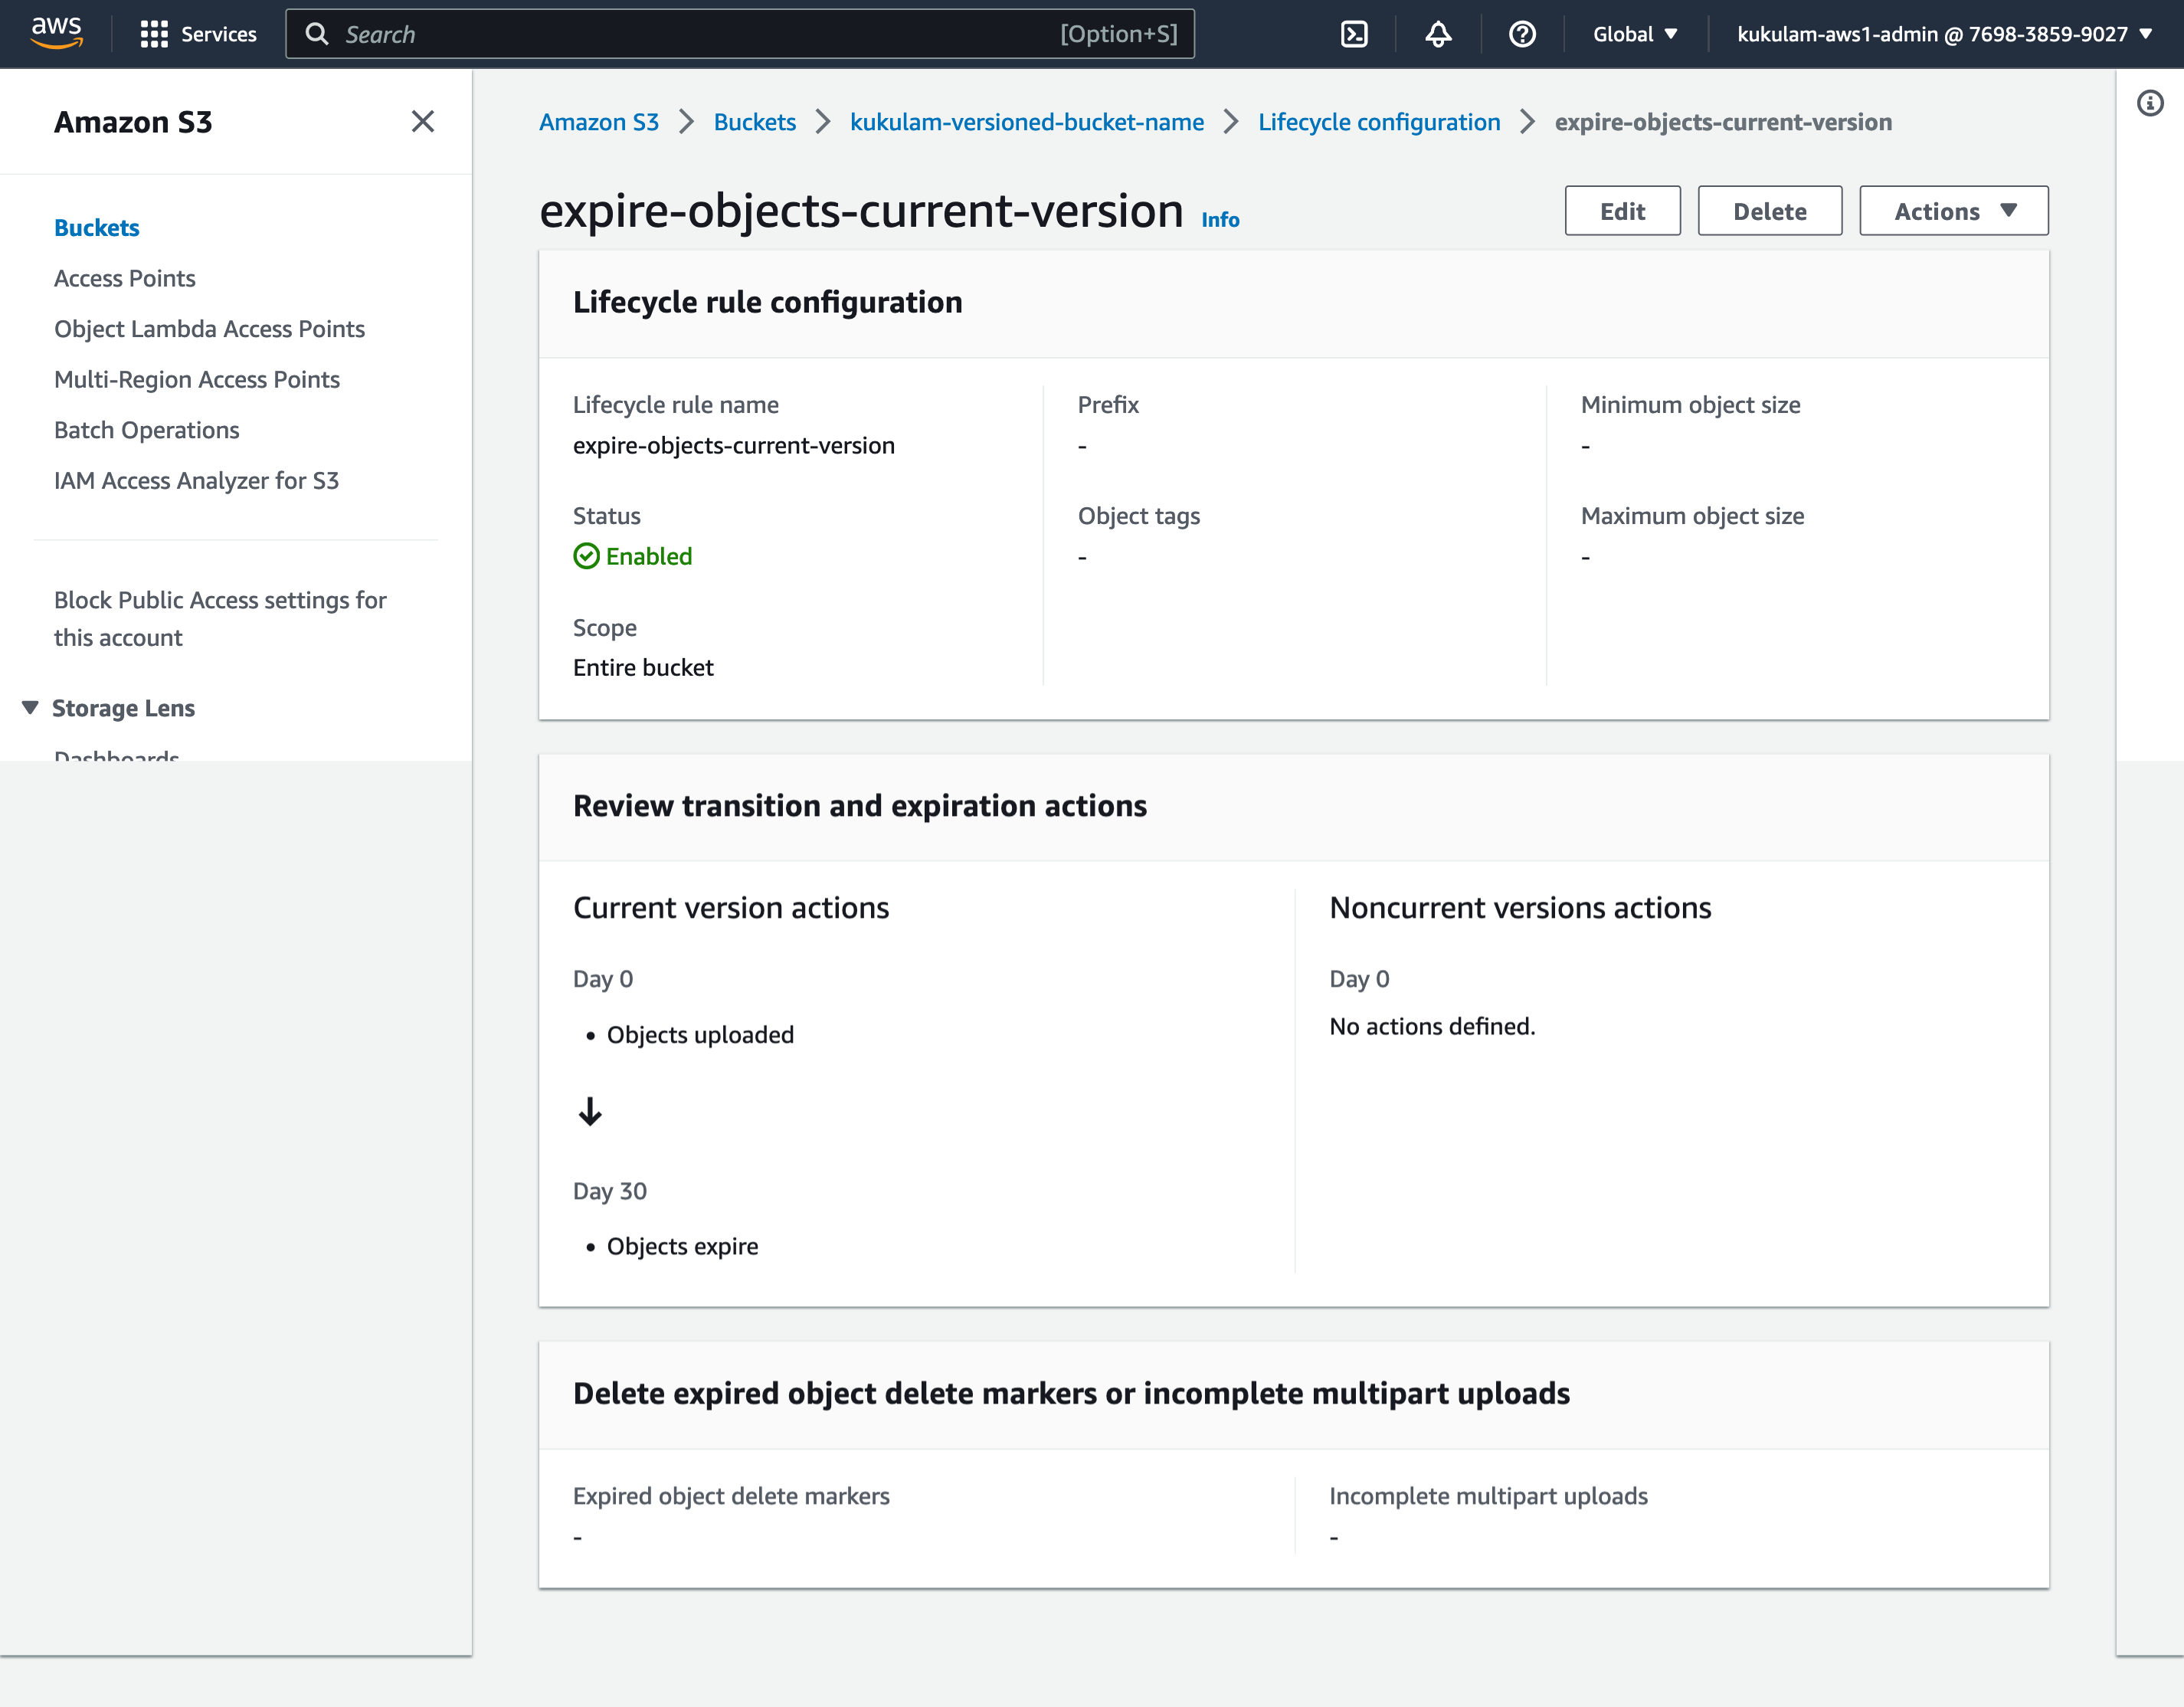 aws
Services
Search
[Option+S]
Global
kukulam-aws1-admin @ 7698-3859-9027
Amazon S3
Buckets
Access Points
Object Lambda Access Points
Multi-Region Access Points
Batch Operations
IAM Access Analyzer for S3
Block Public Access settings for
this account
Storage Lens
Dashboards
Amazon S3 > Buckets > kukulam-versioned-bucket-name > Lifecycle configuration > expire-objects-current-version
expire-objects-current-version Info
Edit
Delete
Actions
Lifecycle rule configuration
Lifecycle rule name
expire-objects-current-version
Status
Enabled
Scope
Entire bucket
Prefix
-
Object tags
-
Minimum object size
-
Maximum object size
-
Review transition and expiration actions
Current version actions
Day 0
• Objects uploaded
Day 30
• Objects expire
Noncurrent versions actions
Day 0
No actions defined.
Delete expired object delete markers or incomplete multipart uploads
Expired object delete markers
-
Incomplete multipart uploads
-